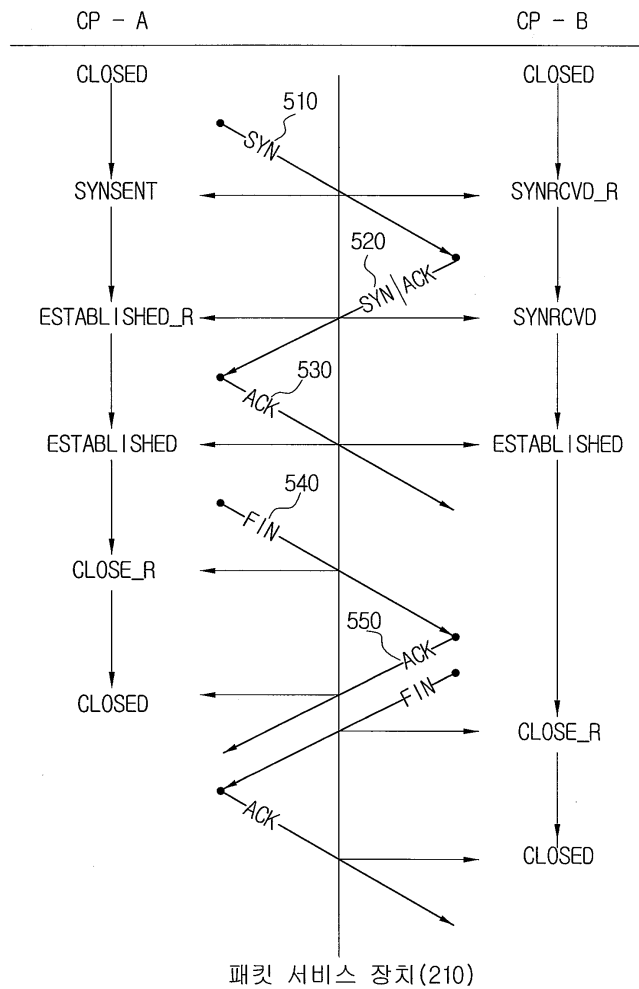 CP - A
CP - B
CLOSED
CLOSED
510
SYN
SYNSENT
SYNRCVD_R
520
SYN/ACK
ESTABLISHED_R
SYNRCVD
530
ACK
ESTABLISHED
ESTABLISHED
540
FIN
CLOSE_R
550
ACK
FIN
CLOSED
CLOSE_R
ACK
CLOSED
패킷 서비스 장치(210)